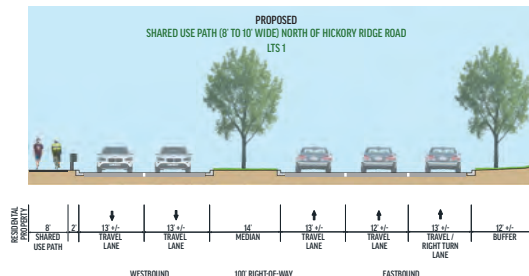 PROPOSED
SHARED USE PATH (8' TO 10' WIDE) NORTH OF HICKORY RIDGE ROAD
LTS 1
RESIDENTAL PROPERTY
8' SHARED USE PATH
2'
13' +/- TRAVEL LANE
13' +/- TRAVEL LANE
14' MEDIAN
13' +/- TRAVEL LANE
12' +/- TRAVEL LANE
13' +/- TRAVEL / RIGHT TURN LANE
12' +/- BUFFER
WESTBOUND
100' RIGHT-OF-WAY
EASTBOUND